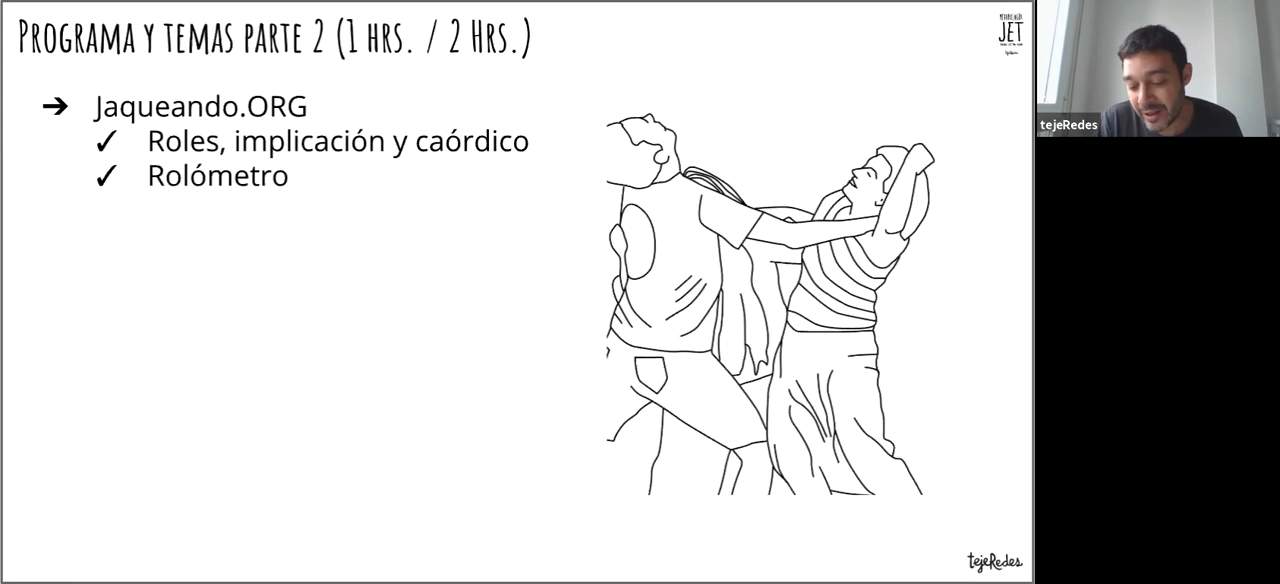 PROGRAMA Y TEMAS PARTE 2 (1 HRS. / 2 HRS.)
JET
➔ Jaqueando.ORG
✓ Roles, implicación y caórdico
✓ Rolómetro
tejeRedes
tejeRedes